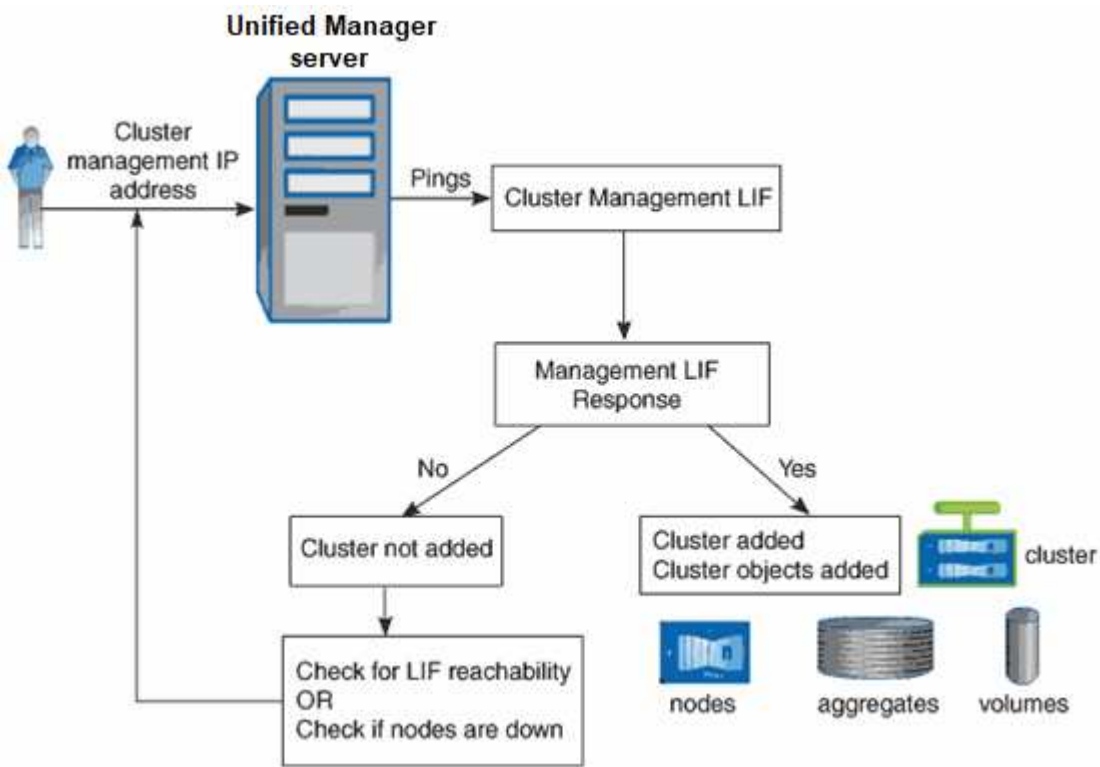 Unified Manager
server
Cluster
management IP
address
Pings
Cluster Management LIF
Management LIF
Response
No
Yes
Cluster not added
Cluster added
Cluster objects added
cluster
Check for LIF reachability
OR
Check if nodes are down
nodes
aggregates
volumes